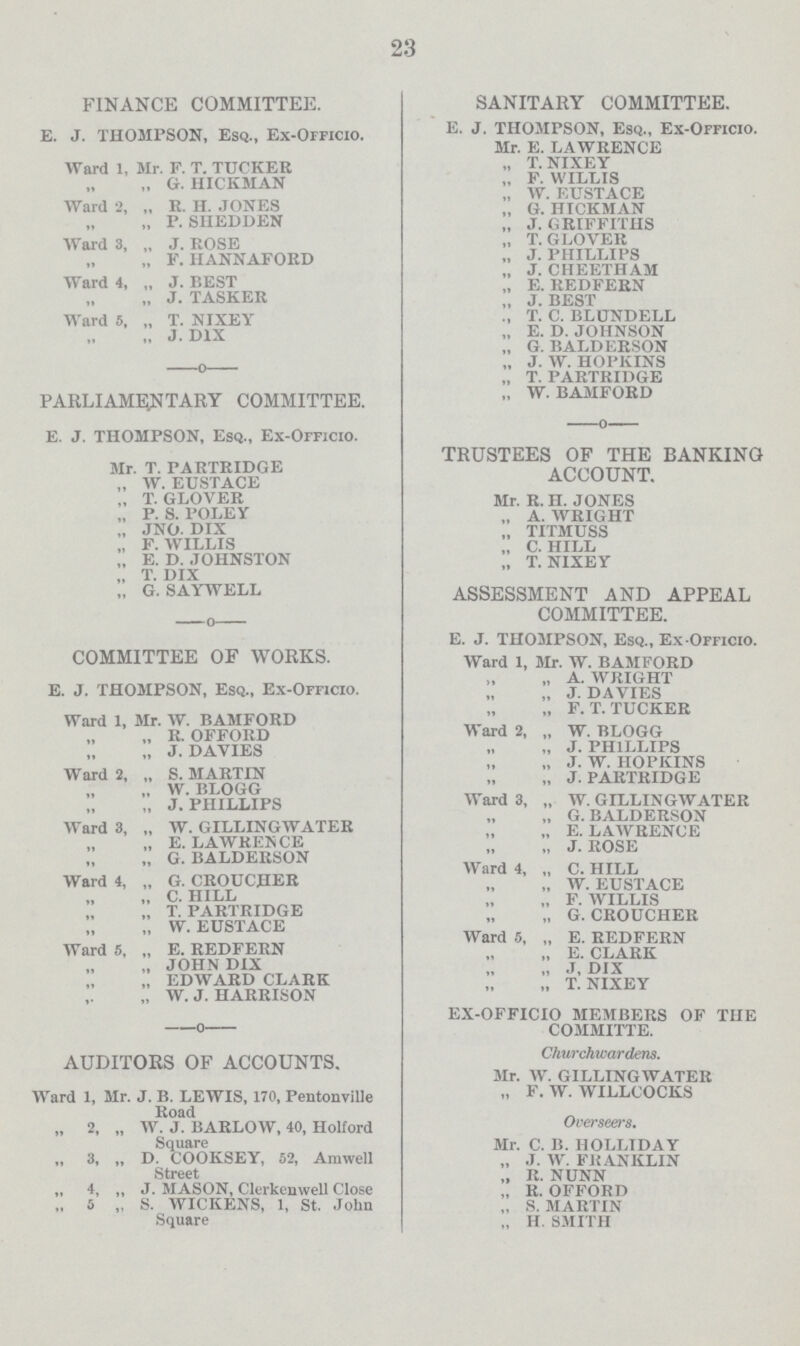 23
FINANCE COMMITTEE.
E. J. THOMPSON, Esq., Ex-Officio.
Ward 1, Mr. F. T. TUCKER
„ „ G. HICKMAN
Ward 2, „ R. H. JONES
„ „ P. SHEDDEN
Ward 3, „ J. ROSE
„ „ F. HANNAFORD
Ward 4, „ J. BEST
„ „ J. TASKER
Ward 5, „ T. NIXEY
„ „ J. DIX
——o——
PARLIAMENTARY COMMITTEE.
E. J. THOMPSON, Esq., Ex-Officio.
Mr. T. PARTRIDGE
„ W. EUSTACE
„ T. GLOVER
„ P. S. POLEY
„ JNO. DIX
„ F. WILLIS
„ E. D. JOHNSTON
„ T. DIX
„ G. SAYWELL
——o——
COMMITTEE OF WORKS.
E. J. THOMPSON, Esq., Ex-Officio.
Ward 1, Mr. W. BAMFORD
„ „ R. OFFORD
„ „ J. DAVIES
Ward 2, „ S. MARTIN
„ „ W. BLOGG
„ „ J. PHILLIPS
Ward 3, „ W. GILLINGWATER
„ „ E. LAWRENCE
„ „ G. BALDERSON
Ward 4, „ G. CROUCHER
„ „ C. HILL
„ „ T. PARTRIDGE
„ „ W. EUSTACE
Ward 5, „ E. REDFERN
„ „ JOHN DIX
„ „ EDWARD CLARK
„ „ W. J. HARRISON
——o——
AUDITORS OF ACCOUNTS.
Ward 1, Mr. J. B. LEWIS, 170, Pentonville
Road
„ 2, „ W. J. BARLOW, 40, Holford
Square
„ 3, „ D. COOKSEY, 52, Amwell
Street
„ 4, „ J. MASON, Clerkenwell Close
„ 5 „ S. WICKENS, 1, St. John
Square
SANITARY COMMITTEE.
E. J. THOMPSON, Esq., Ex-Officio.
Mr. E. LAWRENCE
„ T. NIXEY
„ F. WILLIS
„ W. EUSTACE
„ G. HICKMAN
„ J. GRIFFITHS
„ T. GLOVER
„ J. PHILLIPS
„ J. CHEETHAM
„ E. REDFERN
„ J. BEST
„ T. C. BLUNDELL
„ E. D. JOHNSON
„ G. BALDERSON
„ J. W. HOPKINS
„ T. PARTRIDGE
„ W. BAMFORD
——o——
TRUSTEES OF THE BANKING
ACCOUNT.
Mr. R. H. JONES
„ A. WRIGHT
„ TITMUSS
„ C. HILL
„ T. NIXEY
ASSESSMENT AND APPEAL
COMMITTEE.
E. J. THOMPSON, Esq., Ex-Officio.
Ward 1, Mr. W. BAMFORD
„ „ A. WRIGHT
„ „ J. DAVIES
„ „ F. T. TUCKER
Ward 2, „ W. BLOGG
„ „ J. PHILLIPS
„ „ J. W. HOPKINS
„ „ J. PARTRIDGE
Ward 3, „ W. GILLINGWATER
„ „ G. BALDERSON
„ „ E. LAWRENCE
„ „ J. ROSE
Ward 4, „ C. HILL
„ „ W. EUSTACE
„ „ F. WILLIS
„ „ G. CROUCHER
Ward 5, „ E. REDFERN
„ „ E. CLARK
„ „ J, DIX
„ „ T. NIXEY
EX-OFFICIO MEMBERS OF THE
COMMITTE.
Churchwardens.
Mr. W. GILLINGWATER
„ F. W. WILLCOCKS
Overseers.
Mr. C. B. HOLLIDAY
„ J. W. FRANKLIN
„ R. NUNN
„ R. OFFORD
„ S. MARTIN
„ H. SMITH